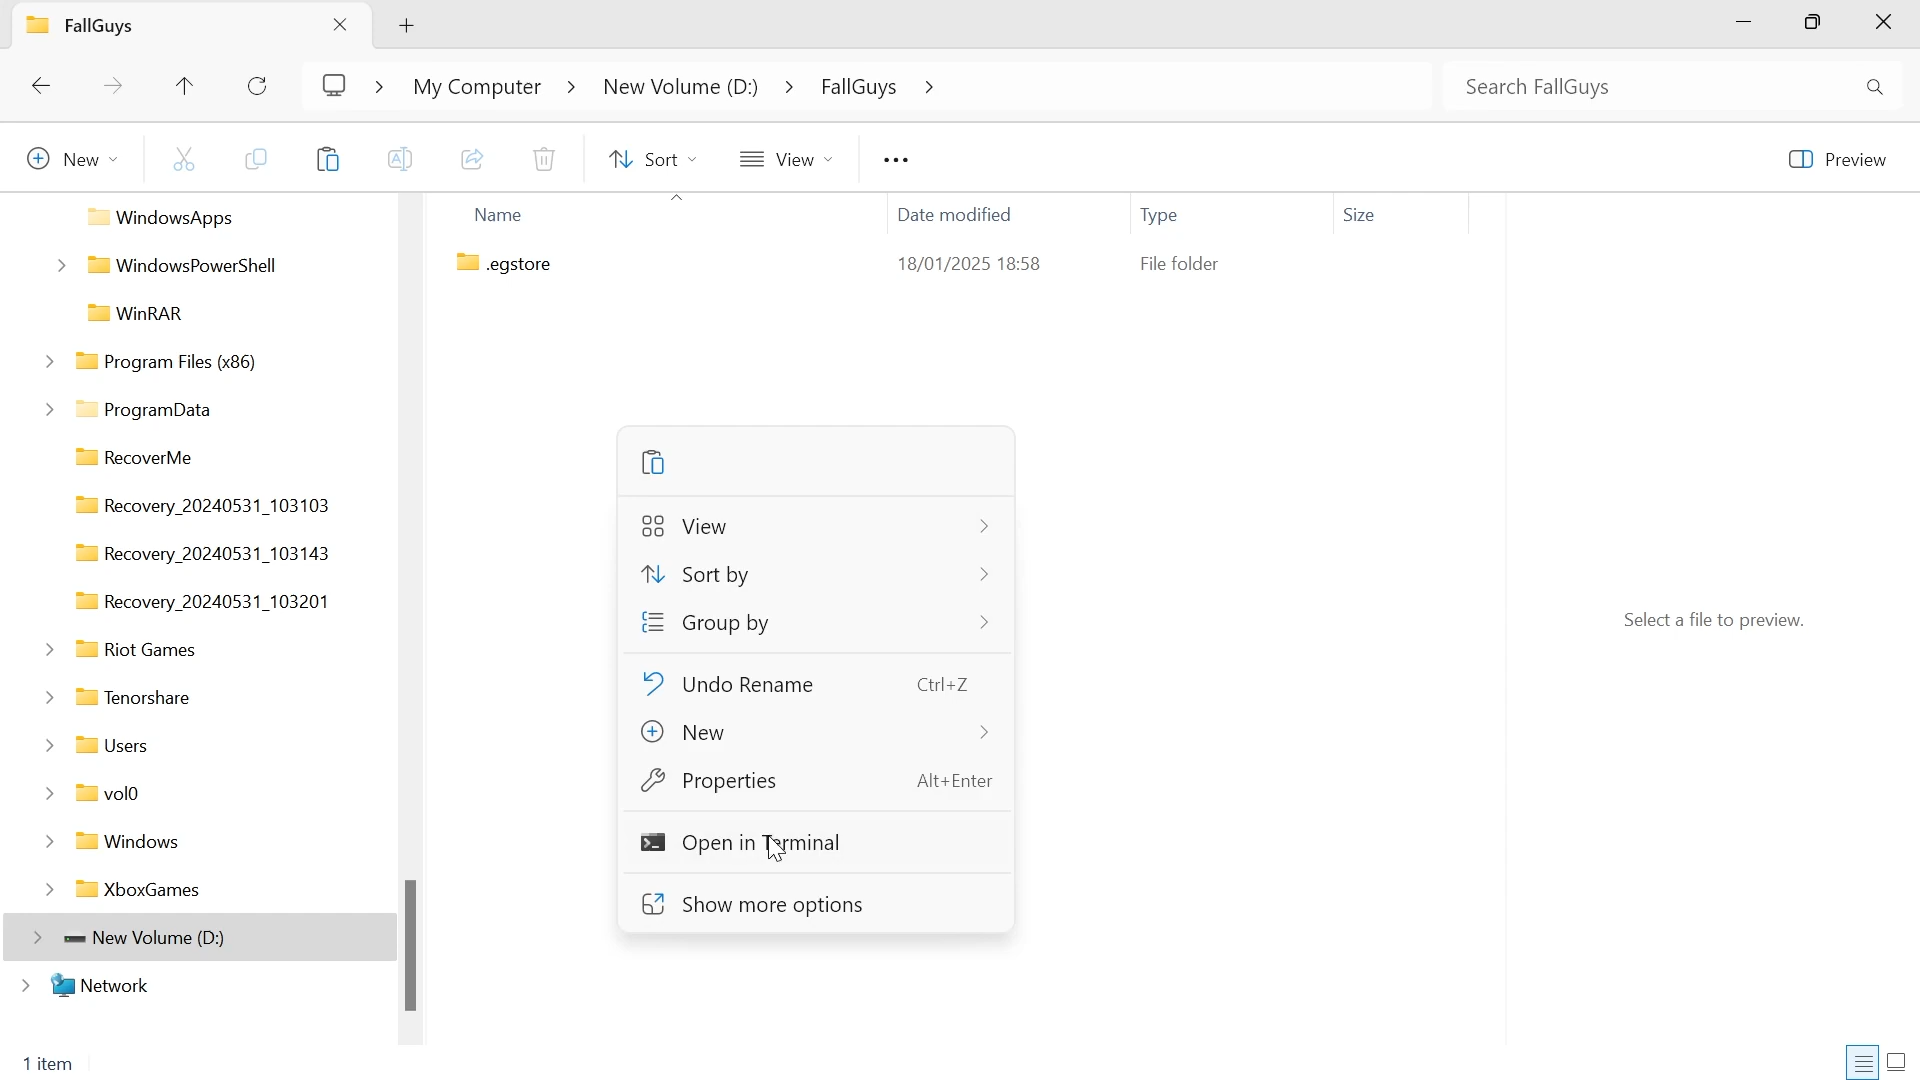 FallGuys
My Computer > New Volume (D:) > FallGuys >
Search FallGuys
New
Sort
View
Preview
WindowsApps
WindowsPowerShell
WinRAR
Program Files (x86)
ProgramData
RecoverMe
Recovery_20240531_103103
Recovery_20240531_103143
Recovery_20240531_103201
Riot Games
Tenorshare
Users
vol0
Windows
XboxGames
New Volume (D:)
Network
Name Date modified Type Size
.egstore 18/01/2025 18:58 File folder
View
Sort by
Group by
Undo Rename Ctrl+Z
New
Properties Alt+Enter
Open in Terminal
Show more options
Select a file to preview.
1 item